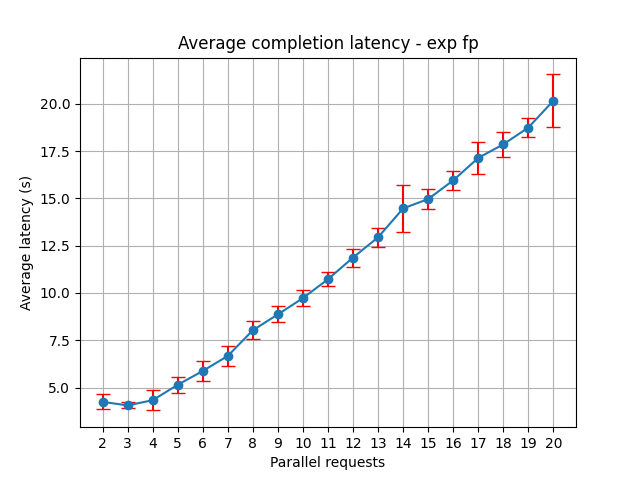 Average completion latency - exp fp
Average latency (s)
20.0
17.5
15.0
12.5
10.0
7.5
5.0
2 3 4 5 6 7 8 9 10 11 12 13 14 15 16 17 18 19 20
Parallel requests